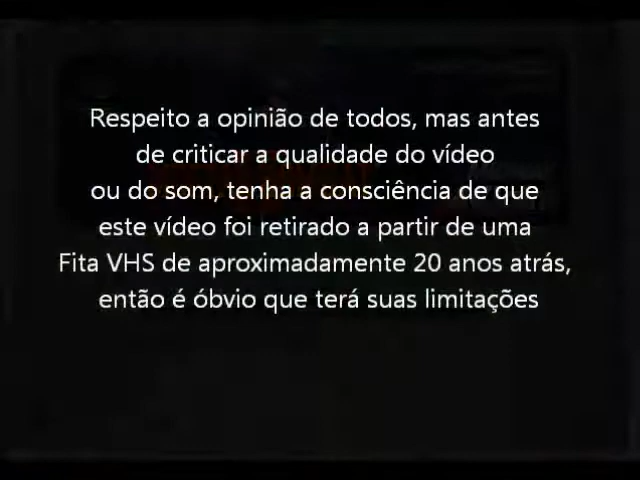 Respeito a opinião de todos, mas antes
de criticar a qualidade do vídeo
ou do som, tenha a consciência de que
este vídeo foi retirado a partir de uma
Fita VHS de aproximadamente 20 anos atrás,
então é óbvio que terá suas limitações